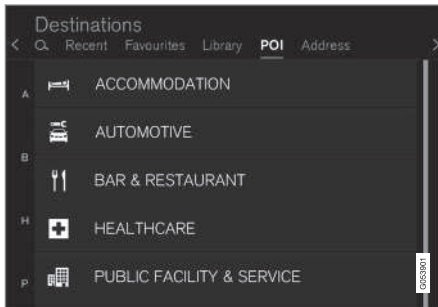 Destinations
Recent Favourites Library POI Address
A
ACCOMMODATION
AUTOMOTIVE
B
BAR & RESTAURANT
H
HEALTHCARE
P
PUBLIC FACILITY & SERVICE
G053901